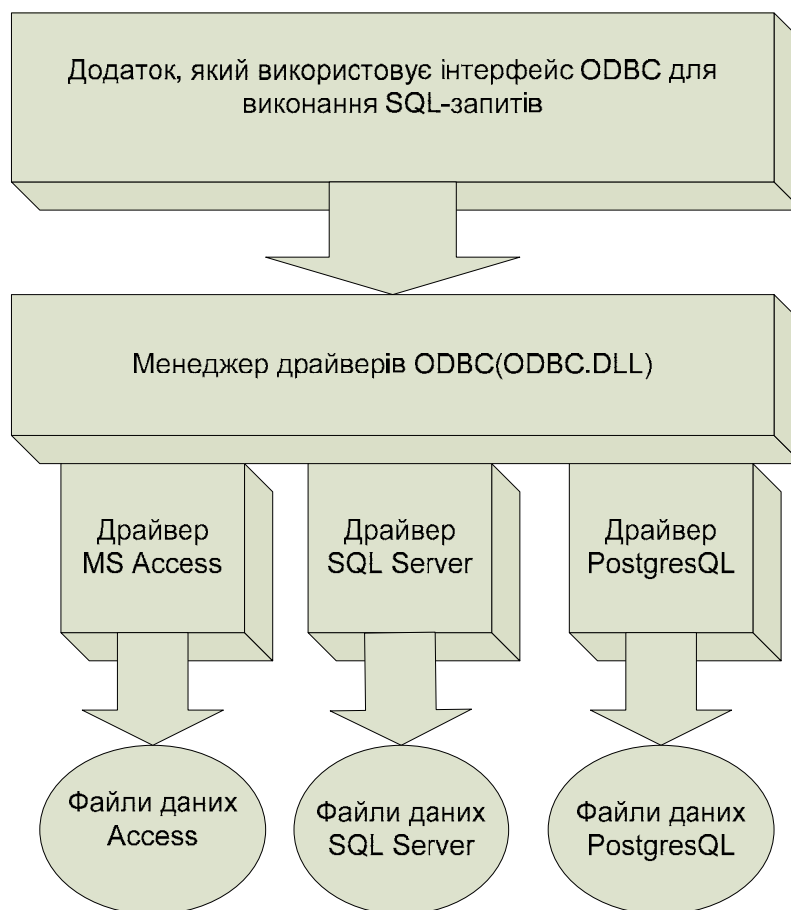 Додаток, який використовує інтерфейс ODBC для
виконання SQL-запитів
Менеджер драйверів ODBC(ODBC.DLL)
Драйвер
MS Access
Драйвер
SQL Server
Драйвер
PostgresQL
Файли даних
Access
Файли даних
SQL Server
Файли даних
PostgresQL